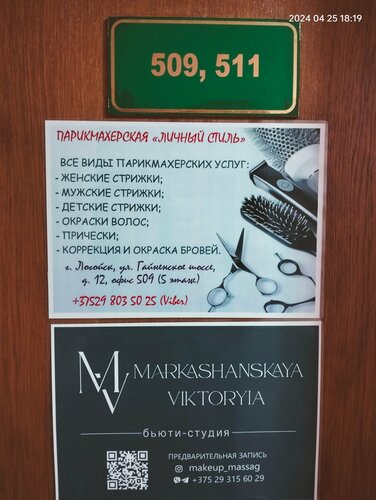 2024 04 25 18:19
509, 511
ПАРИКМАХЕРСКАЯ «ЛИЧНЫЙ СТИЛЬ»
ВСЕ ВИДЫ ПАРИКМАХЕРСКИХ УСЛУГ:
- ЖЕНСКИЕ СТРИЖКИ;
- МУЖСКИЕ СТРИЖКИ;
- ДЕТСКИЕ СТРИЖКИ;
- ОКРАСКИ ВОЛОС;
- ПРИЧЕСКИ;
- КОРРЕКЦИЯ И ОКРАСКА БРОВЕЙ.
г. Логойск, ул. Гайненское шоссе,
д. 12, офис 509 (5 этаж)
+37529 803 50 25 (Viber)
MV
MARKASHANSKAYA
VIKTORYIA
бьюти-студия
ПРЕДВАРИТЕЛЬНАЯ ЗАПИСЬ
makeup_massag
+375 29 315 60 29